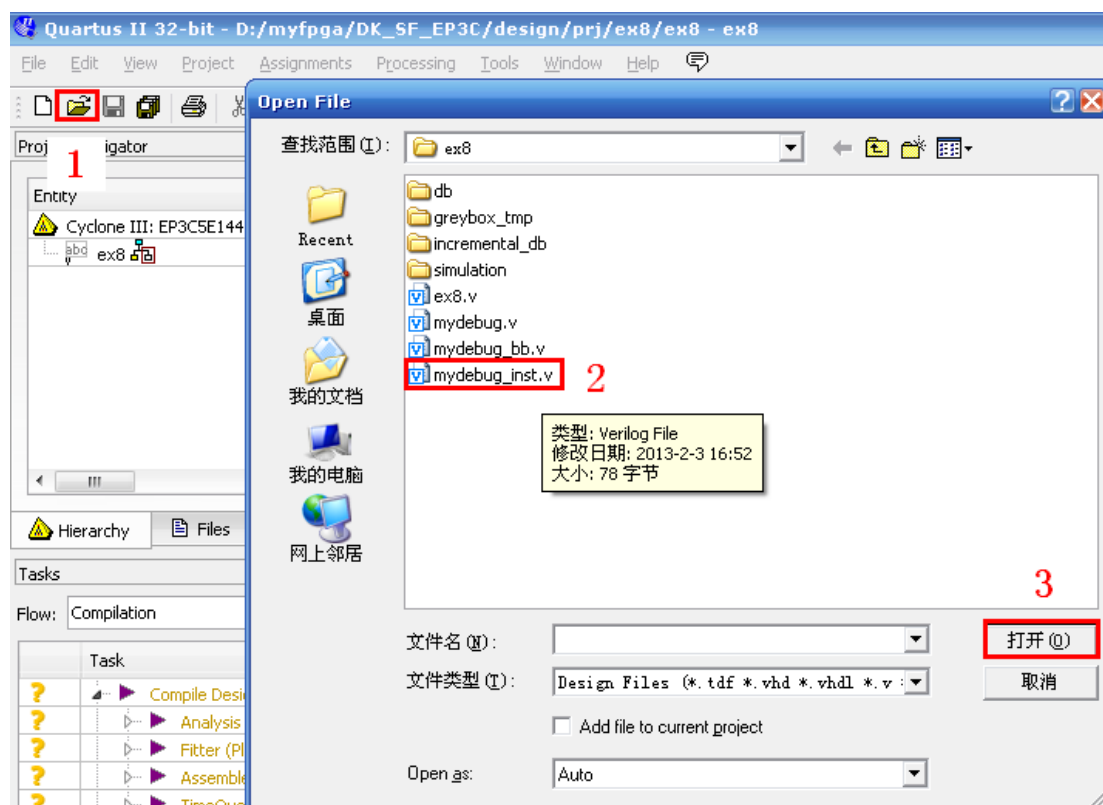 Quartus II 32-bit - D:/myfpga/DK_SF_EP3C/design/prj/ex8/ex8 - ex8
File Edit View Project Assignments Processing Tools Window Help
Open File
1
Entity
Cyclone III: EP3C5E144
abd ex8
Hierarchy Files
Tasks
Flow: Compilation
Task
Compile Desi
Analysis
Fitter (Pl
Assemble
TimeQue
查找范围(I): ex8
Recent
桌面
我的文档
我的电脑
网上邻居
db
greybox_tmp
incremental_db
simulation
ex8.v
mydebug.v
mydebug_bb.v
mydebug_inst.v 2
类型: Verilog File
修改日期: 2013-2-3 16:52
大小: 78 字节
3
文件名(N): 打开(O)
文件类型(T): Design Files (*.tdf *.vhd *.vhdl *.v 取消
Add file to current project
Open as: Auto